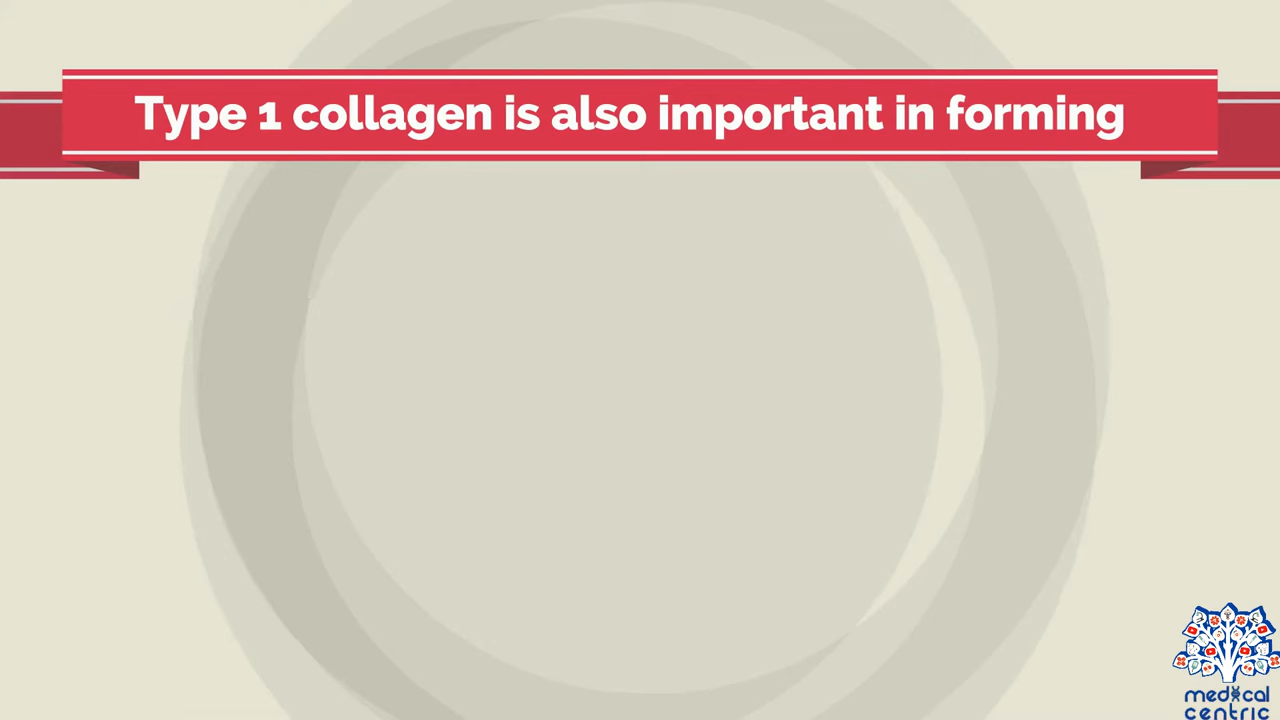 Type 1 collagen is also important in forming
medical
centric